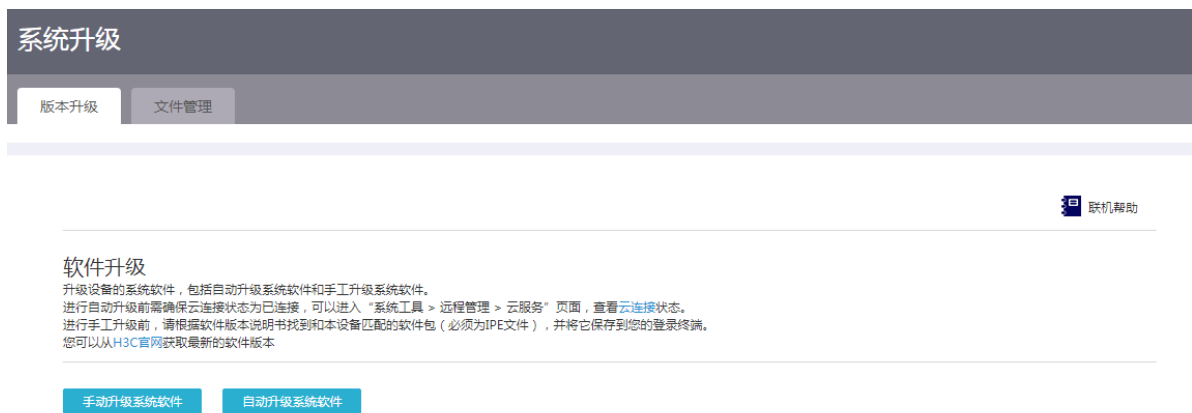 系统升级
版本升级 文件管理
联机帮助
软件升级
升级设备的系统软件，包括自动升级系统软件和手工升级系统软件。
进行自动升级前需确保云连接状态为已连接，可以进入“系统工具 > 远程管理 > 云服务”页面，查看云连接状态。
进行手工升级前，请根据软件版本说明书找到和本设备匹配的软件包（必须为IPE文件），并将它保存到您的登录终端。
您可以从H3C官网获取最新的软件版本
手动升级系统软件 自动升级系统软件